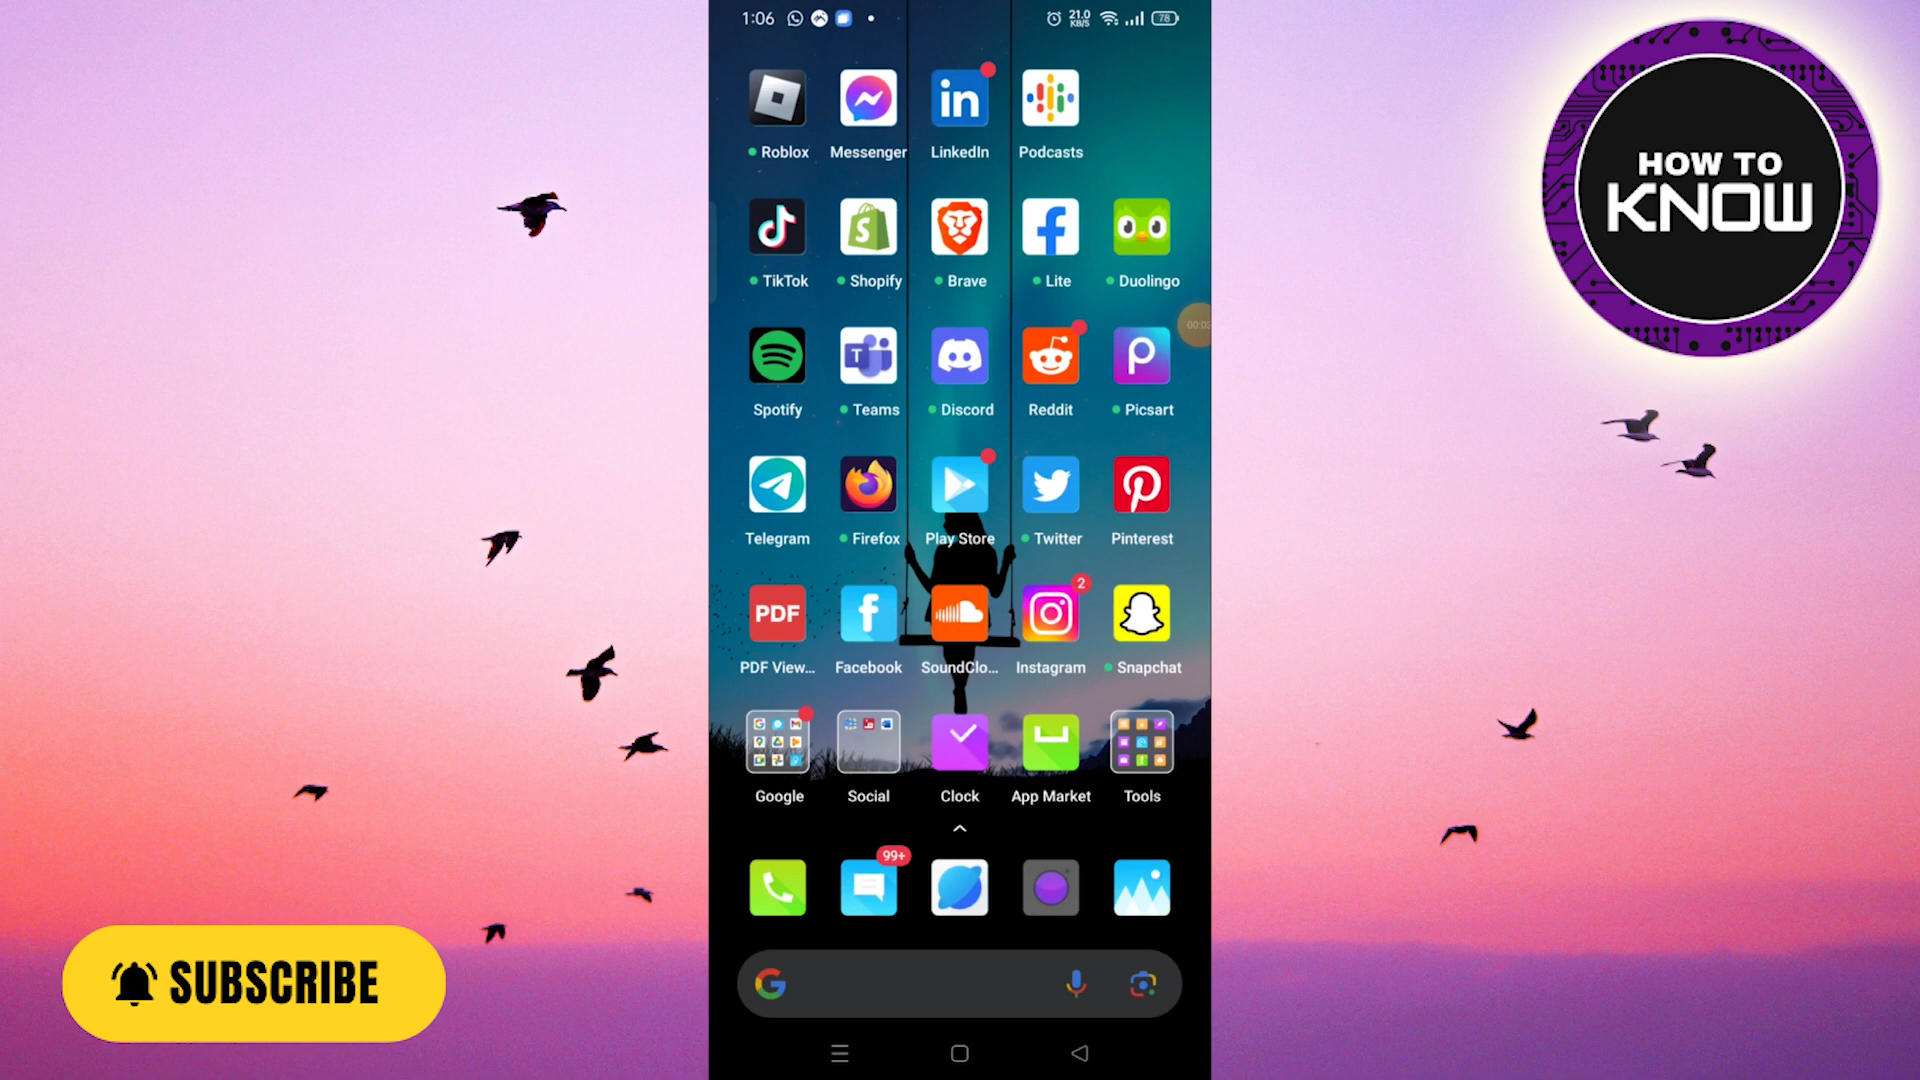 1:06
21.0
KB/S
78
Roblox
Messenger
LinkedIn
Podcasts
TikTok
Shopify
Brave
Lite
Duolingo
Spotify
Teams
Discord
Reddit
Picsart
Telegram
Firefox
Play Store
Twitter
Pinterest
PDF
2
PDF View...
Facebook
SoundClo...
Instagram
Snapchat
Google
Social
Clock
App Market
Tools
99+
HOW TO
KNOW
SUBSCRIBE